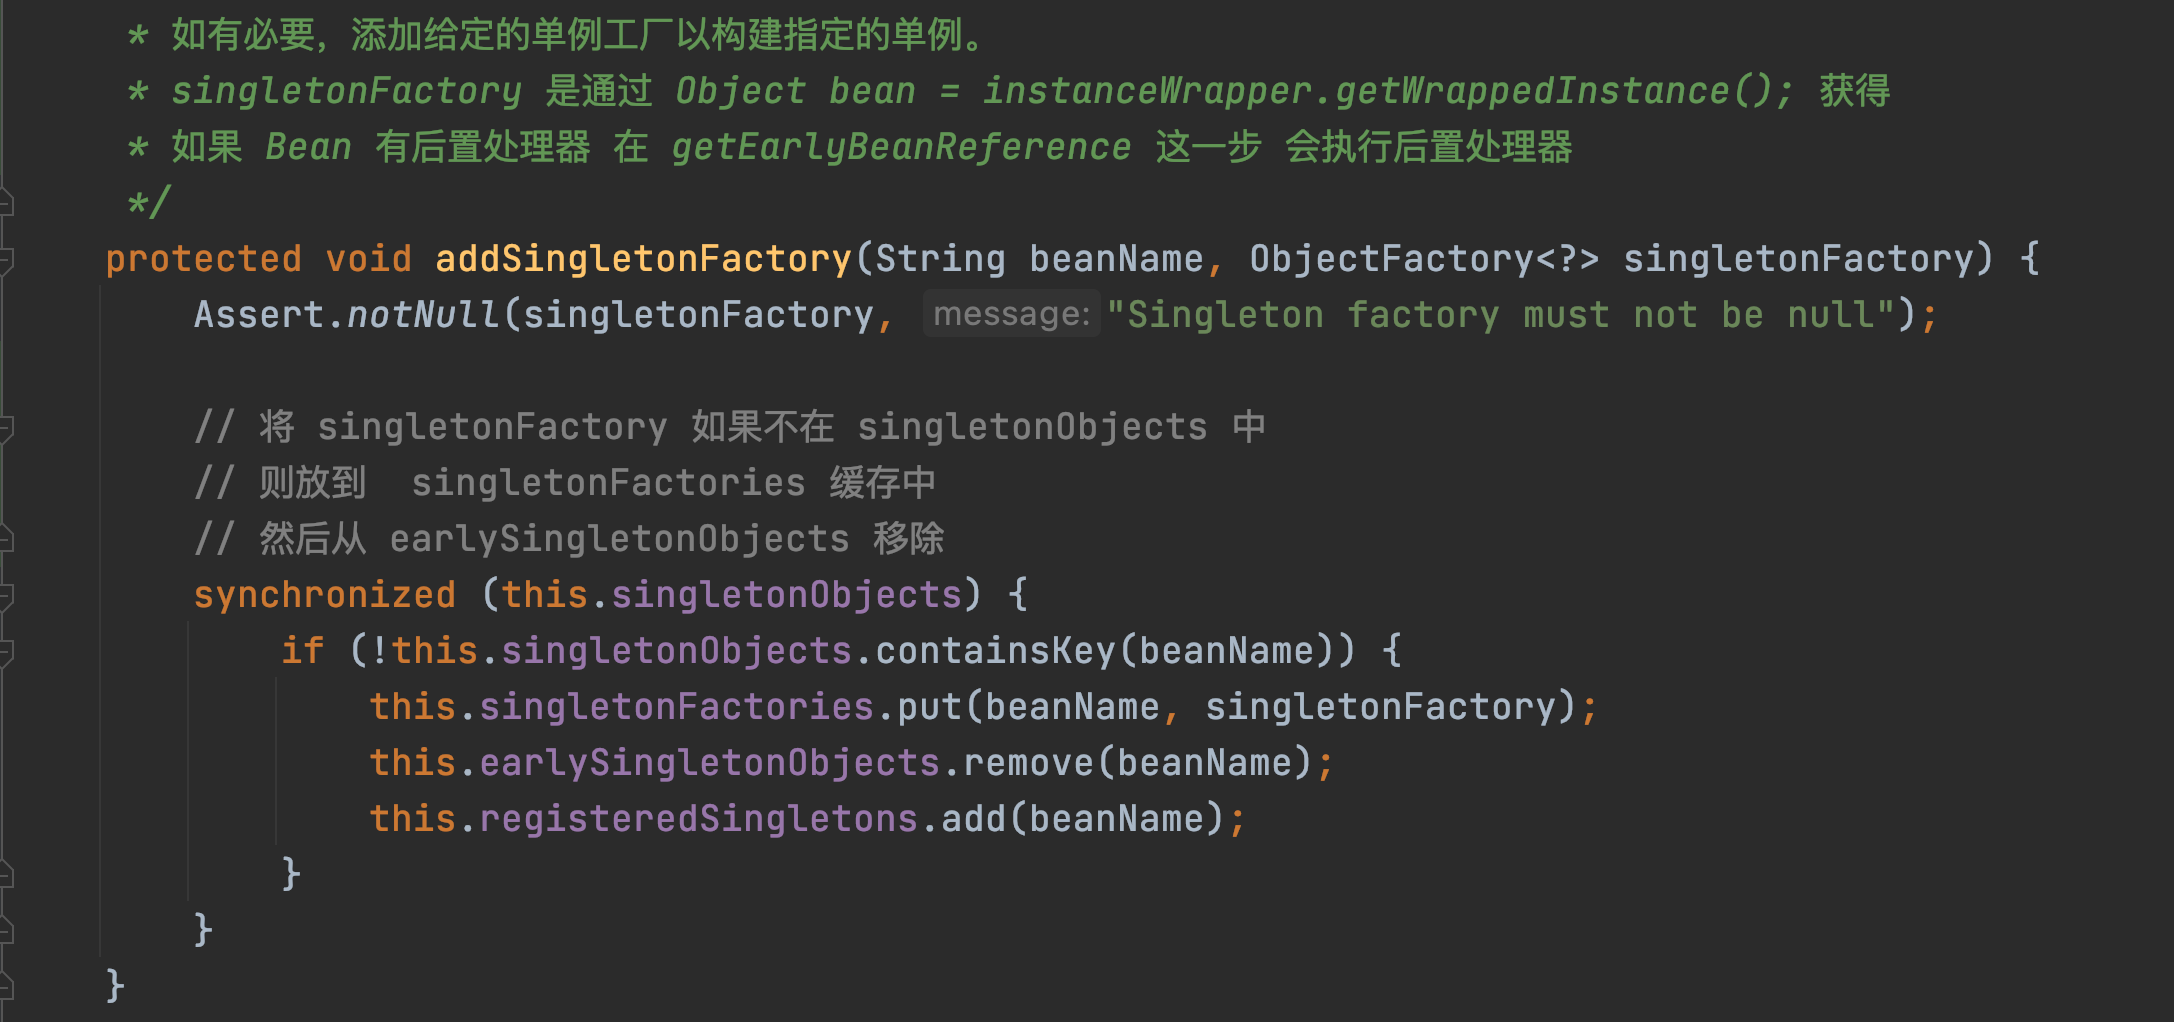 * 如有必要，添加给定的单例工厂以构建指定的单例。
* singletonFactory 是通过 Object bean = instanceWrapper.getWrappedInstance(); 获得
* 如果 Bean 有后置处理器 在 getEarlyBeanReference 这一步 会执行后置处理器
*/
protected void addSingletonFactory(String beanName, ObjectFactory<?> singletonFactory) {
Assert.notNull(singletonFactory, message: "Singleton factory must not be null");
// 将 singletonFactory 如果不在 singletonObjects 中
// 则放到  singletonFactories 缓存中
// 然后从 earlySingletonObjects 移除
synchronized (this.singletonObjects) {
if (!this.singletonObjects.containsKey(beanName)) {
this.singletonFactories.put(beanName, singletonFactory);
this.earlySingletonObjects.remove(beanName);
this.registeredSingletons.add(beanName);
}
}
}